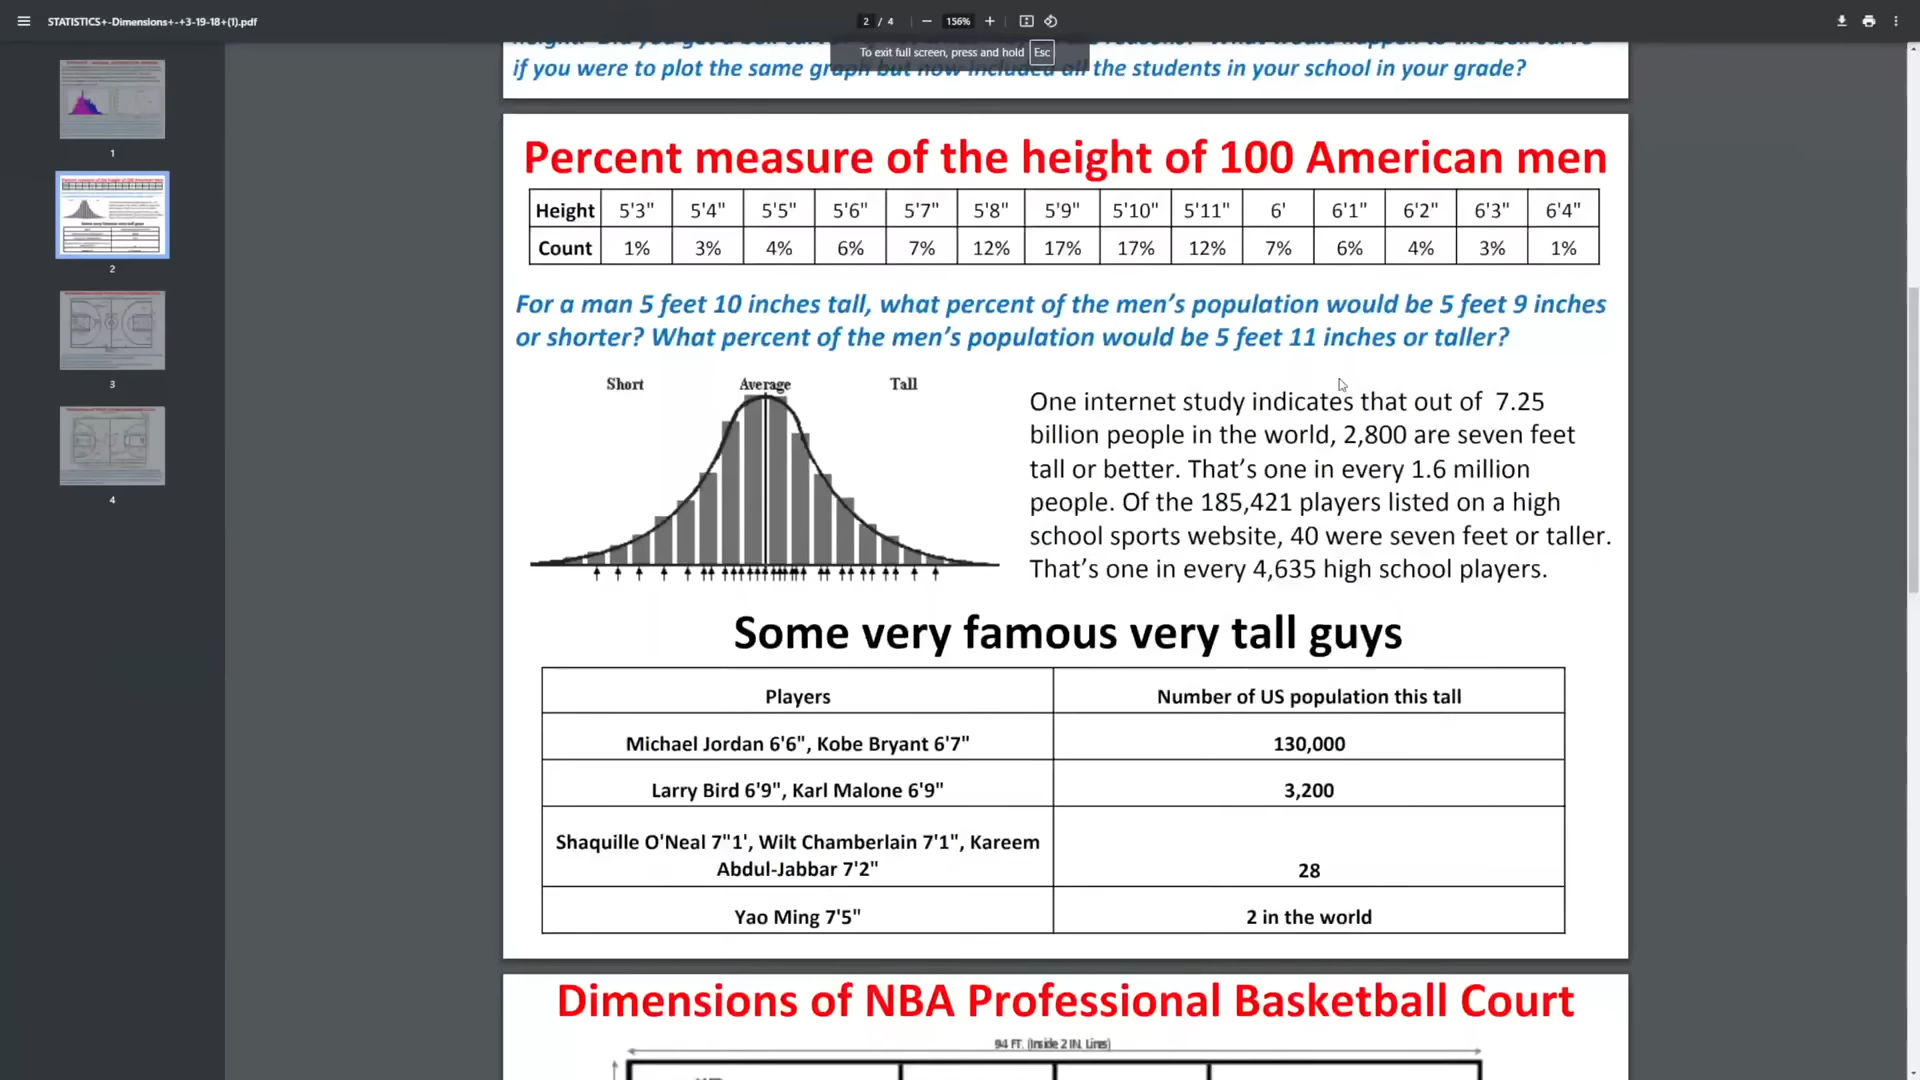 STATISTICS+-Dimensions+-+3-19-18+(1).pdf
2 / 4
156%
To exit full screen, press and hold Esc
if you were to plot the same graph but now included all the students in your school in your grade?
1
2
3
4
Percent measure of the height of 100 American men
Height 5'3" 5'4" 5'5" 5'6" 5'7" 5'8" 5'9" 5'10" 5'11" 6' 6'1" 6'2" 6'3" 6'4"
Count 1% 3% 4% 6% 7% 12% 17% 17% 12% 7% 6% 4% 3% 1%
For a man 5 feet 10 inches tall, what percent of the men's population would be 5 feet 9 inches
or shorter? What percent of the men's population would be 5 feet 11 inches or taller?
Short Average Tall
One internet study indicates that out of 7.25
billion people in the world, 2,800 are seven feet
tall or better. That's one in every 1.6 million
people. Of the 185,421 players listed on a high
school sports website, 40 were seven feet or taller.
That's one in every 4,635 high school players.
Some very famous very tall guys
Players Number of US population this tall
Michael Jordan 6'6", Kobe Bryant 6'7" 130,000
Larry Bird 6'9", Karl Malone 6'9" 3,200
Shaquille O'Neal 7"1', Wilt Chamberlain 7'1", Kareem
Abdul-Jabbar 7'2" 28
Yao Ming 7'5" 2 in the world
Dimensions of NBA Professional Basketball Court
94 FT. (Inside 2 IN. Lines)